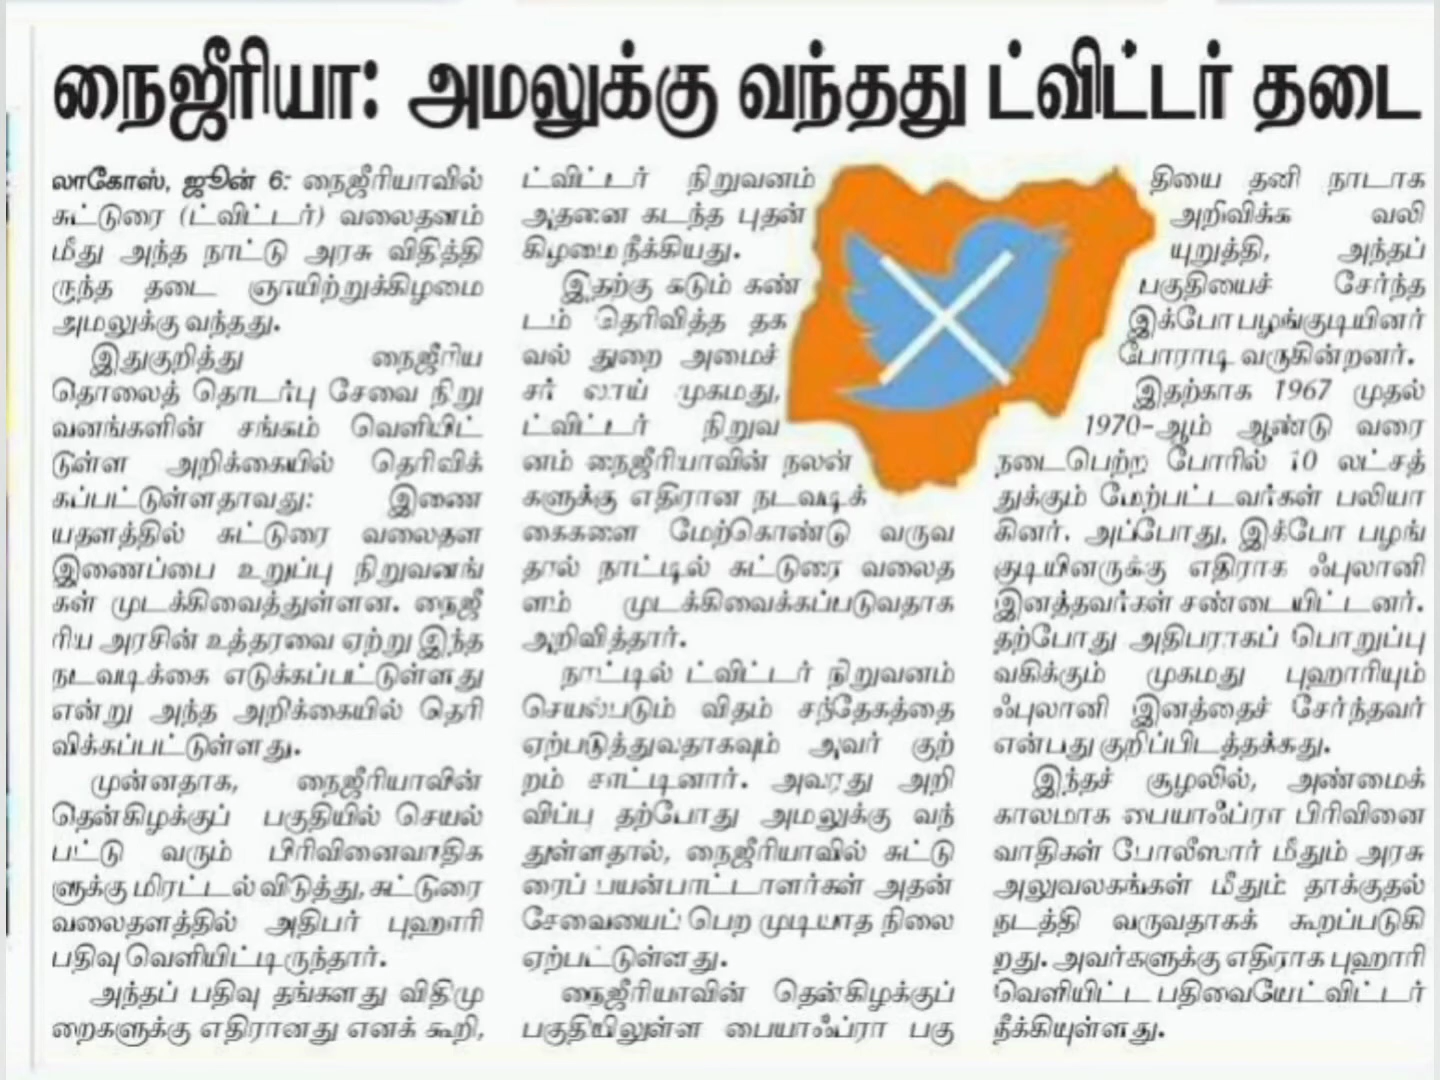 நைஜீரியா: அமலுக்கு வந்தது ட்விட்டர் தடை
லாகோஸ், ஜூன் 6: நைஜீரியாவில்
சுட்டுரை (ட்விட்டர்) வலைதளம்
மீது அந்த நாட்டு அரசு விதித்தி
ருந்த தடை ஞாயிற்றுக்கிழமை
அமலுக்கு வந்தது.
இதுகுறித்து நைஜீரிய
தொலைத் தொடர்பு சேவை நிறு
வனங்களின் சங்கம் வெளியிட்
டுள்ள அறிக்கையில் தெரிவிக்
கப்பட்டுள்ளதாவது: இணை
யதளத்தில் சுட்டுரை வலைதள
இணைப்பை உறுப்பு நிறுவனங்
கள் முடக்கிவைத்துள்ளன. நைஜீ
ரிய அரசின் உத்தரவை ஏற்று இந்த
நடவடிக்கை எடுக்கப்பட்டுள்ளது
என்று அந்த அறிக்கையில் தெரி
விக்கப்பட்டுள்ளது.
முன்னதாக, நைஜீரியாவின்
தென்கிழக்குப் பகுதியில் செயல்
பட்டு வரும் பிரிவினைவாதிக
ளுக்கு மிரட்டல் விடுத்து, சுட்டுரை
வலைதளத்தில் அதிபர் புஹாரி
பதிவு வெளியிட்டிருந்தார்.
அந்தப் பதிவு தங்களது விதிமு
றைகளுக்கு எதிரானது எனக் கூறி,
ட்விட்டர் நிறுவனம்
அதனை கடந்த புதன்
கிழமை நீக்கியது.
இதற்கு கடும் கண்
டம் தெரிவித்த தக
வல் துறை அமைச்
சர் லாய் முகமது,
ட்விட்டர் நிறுவ
னம் நைஜீரியாவின் நலன்
களுக்கு எதிரான நடவடிக்
கைகளை மேற்கொண்டு வருவ
தால் நாட்டில் சுட்டுரை வலைத
ளம் முடக்கிவைக்கப்படுவதாக
அறிவித்தார்.
நாட்டில் ட்விட்டர் நிறுவனம்
செயல்படும் விதம் சந்தேகத்தை
ஏற்படுத்துவதாகவும் அவர் குற்
றம் சாட்டினார். அவரது அறி
விப்பு தற்போது அமலுக்கு வந்
துள்ளதால், நைஜீரியாவில் சுட்டு
ரைப் பயன்பாட்டாளர்கள் அதன்
சேவையைப் பெற முடியாத நிலை
ஏற்பட்டுள்ளது.
நைஜீரியாவின் தென்கிழக்குப்
பகுதியிலுள்ள பையாஃப்ரா பகு
தியை தனி நாடாக
அறிவிக்க வலி
யுறுத்தி, அந்தப்
பகுதியைச் சேர்ந்த
இக்போ பழங்குடியினர்
போராடி வருகின்றனர்.
இதற்காக 1967 முதல்
1970-ஆம் ஆண்டு வரை
நடைபெற்ற போரில் 10 லட்சத்
துக்கும் மேற்பட்டவர்கள் பலியா
கினர். அப்போது, இக்போ பழங்
குடியினருக்கு எதிராக ஃபுலானி
இனத்தவர்கள் சண்டையிட்டனர்.
தற்போது அதிபராகப் பொறுப்பு
வகிக்கும் முகமது புஹாரியும்
ஃபுலானி இனத்தைச் சேர்ந்தவர்
என்பது குறிப்பிடத்தக்கது.
இந்தச் சூழலில், அண்மைக்
காலமாக பையாஃப்ரா பிரிவினை
வாதிகள் போலீஸார் மீதும் அரசு
அலுவலகங்கள் மீதும் தாக்குதல்
நடத்தி வருவதாகக் கூறப்படுகி
றது. அவர்களுக்கு எதிராக புஹாரி
வெளியிட்ட பதிவையே ட்விட்டர்
நீக்கியுள்ளது.